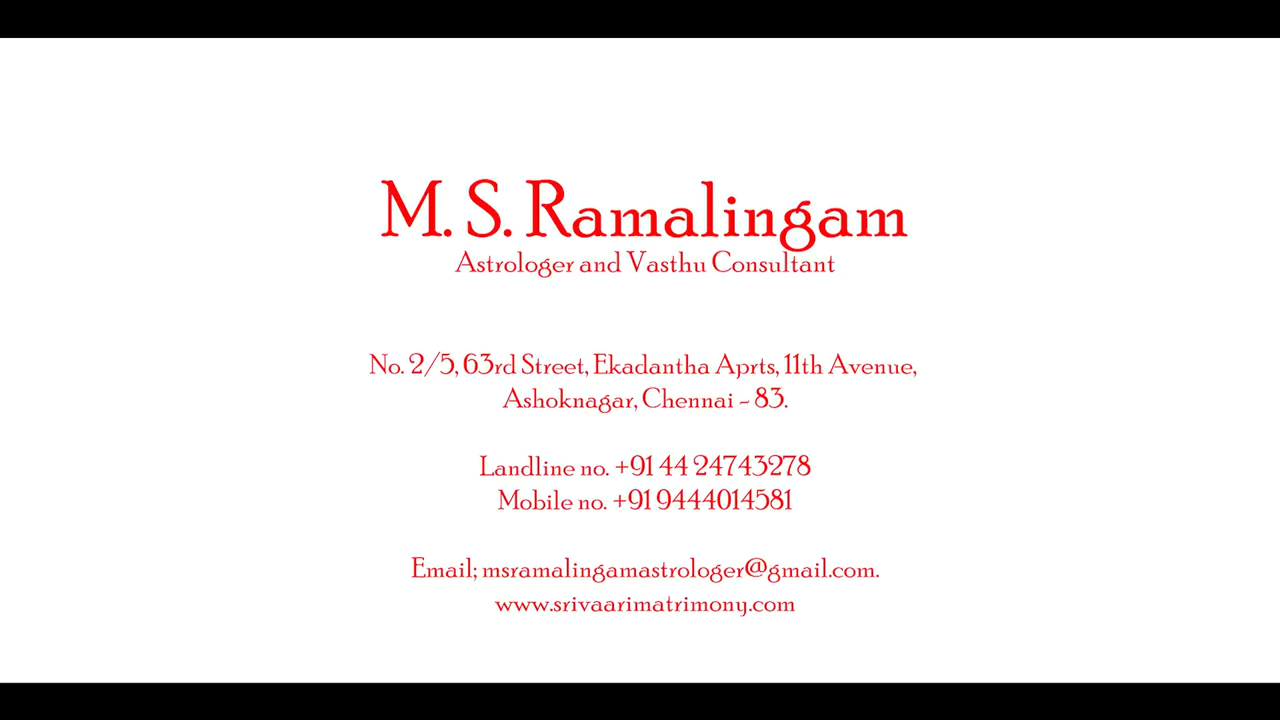 M. S. Ramalingam
Astrologer and Vasthu Consultant
No. 2/5, 63rd Street, Ekadantha Aprts, 11th Avenue,
Ashoknagar, Chennai - 83.
Landline no. +91 44 24743278
Mobile no. +91 9444014581
Email; msramalingamastrologer@gmail.com.
www.srivaarimatrimony.com